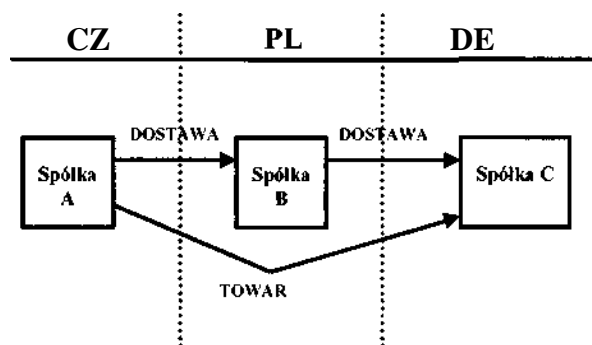 CZ PL DE
DOSTAWA DOSTAWA
Spółka
A
Spółka
B
Spółka C
TOWAR